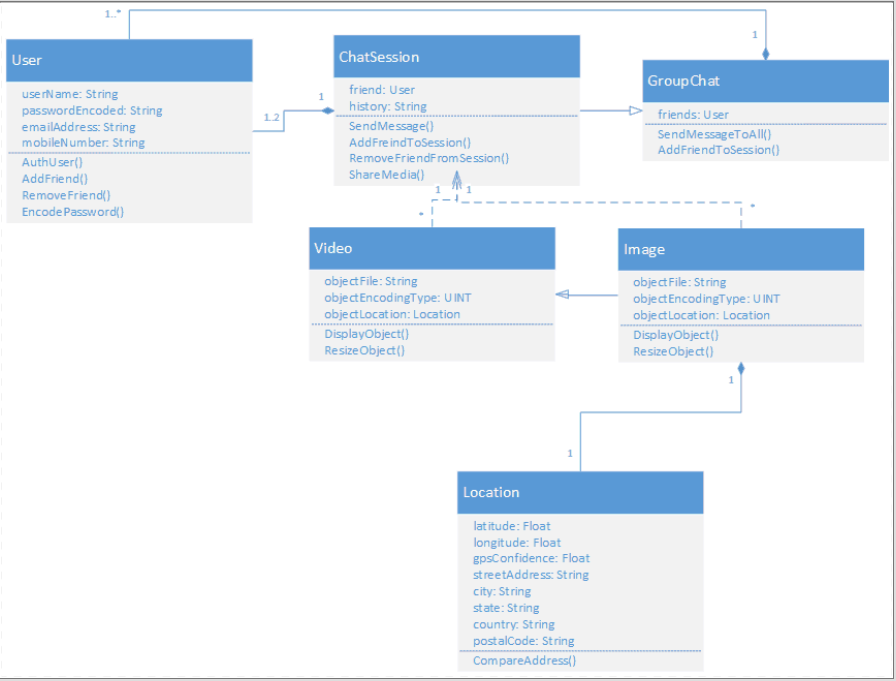 1..*
1
User
userName: String
passwordEncoded: String
emailAddress: String
mobileNumber: String
AuthUser()
AddFriend()
RemoveFriend()
EncodePassword()
1..2
1
ChatSession
friend: User
history: String
SendMessage()
AddFreindToSession()
RemoveFriendFromSession()
ShareMedia()
GroupChat
friends: User
SendMessageToAll()
AddFriendToSession()
1
1
*
*
Video
objectFile: String
objectEncodingType: UINT
objectLocation: Location
DisplayObject()
ResizeObject()
Image
objectFile: String
objectEncodingType: UINT
objectLocation: Location
DisplayObject()
ResizeObject()
1
1
Location
latitude: Float
longitude: Float
gpsConfidence: Float
streetAddress: String
city: String
state: String
country: String
postalCode: String
CompareAddress()